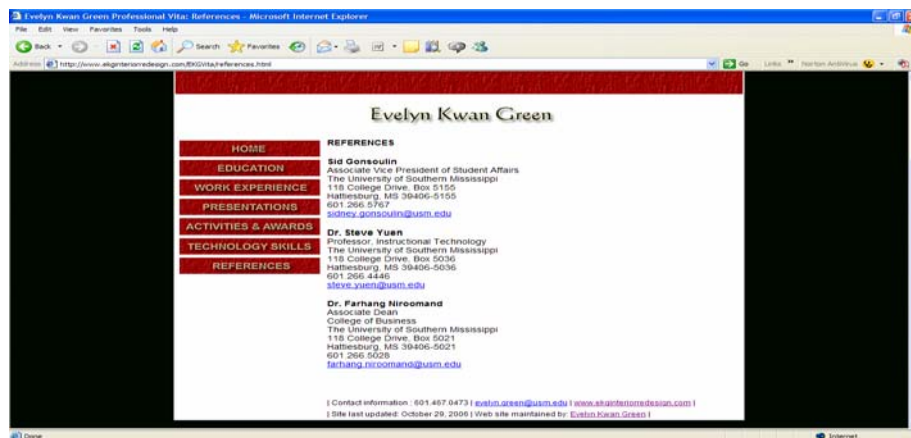 Evelyn Kwan Green Professional Vita: References - Microsoft Internet Explorer
File Edit View Favorites Tools Help
Back Search Favorites
Address http://www.ekginteriorredesign.com/EKGVita/references.html Go Links Norton AntiVirus
Evelyn Kwan Green
HOME
EDUCATION
WORK EXPERIENCE
PRESENTATIONS
ACTIVITIES & AWARDS
TECHNOLOGY SKILLS
REFERENCES
REFERENCES
Sid Gonsoulin
Associate Vice President of Student Affairs
The University of Southern Mississippi
118 College Drive, Box 5155
Hattiesburg, MS 39406-5155
601.266.5767
sidney.gonsoulin@usm.edu
Dr. Steve Yuen
Professor, Instructional Technology
The University of Southern Mississippi
118 College Drive, Box 5036
Hattiesburg, MS 39406-5036
601.266.4446
steve.yuen@usm.edu
Dr. Farhang Niroomand
Associate Dean
College of Business
The University of Southern Mississippi
118 College Drive, Box 5021
Hattiesburg, MS 39406-5021
601.266.5028
farhang.niroomand@usm.edu
| Contact information : 601.467.0473 | evelyn.green@usm.edu | www.ekginteriorredesign.com |
| Site last updated: October 29, 2006 | Web site maintained by: Evelyn Kwan Green |
Done Internet